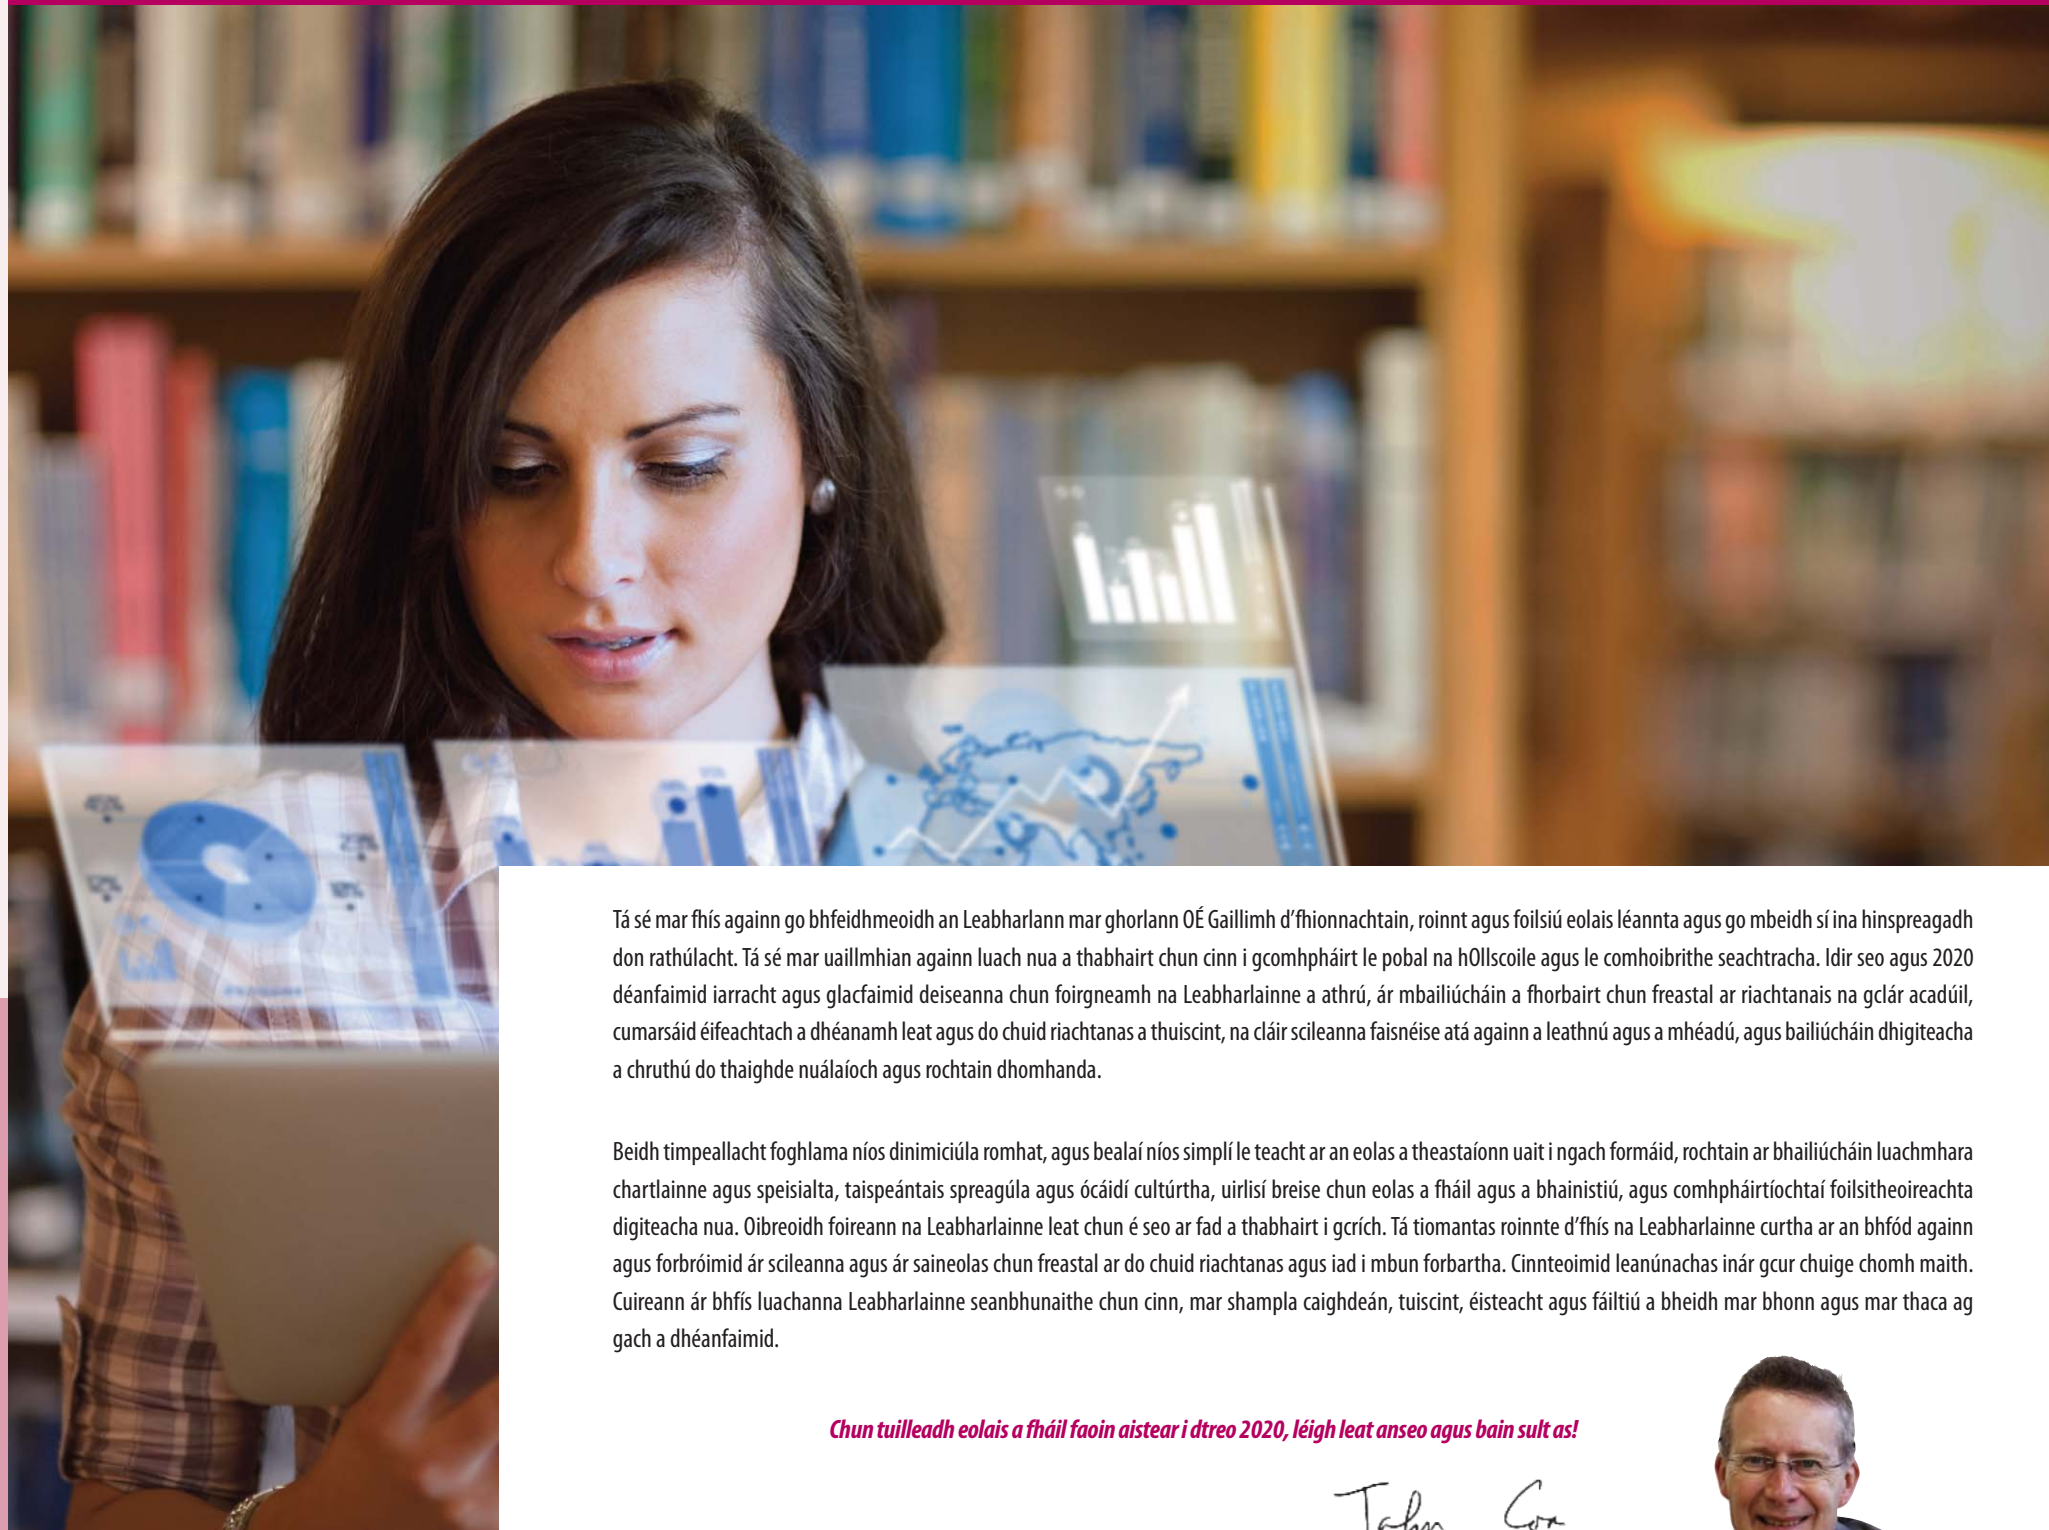 Tá sé mar fhís againn go bhfeidhmeoidh an Leabharlann mar ghorlann OÉ Gaillimh d'fhionnachtain, roinnt agus foilsiú eolais léannta agus go mbeidh sí ina hinspreagadh
don rathúlacht. Tá sé mar uaillmhian againn luach nua a thabhairt chun cinn i gcomhpháirt le pobal na hOllscoile agus le comhoibrithe seachtracha. Idir seo agus 2020
déanfaimid iarracht agus glacfaimid deiseanna chun foirgneamh na Leabharlainne a athrú, ár mbailiúcháin a fhorbairt chun freastal ar riachtanais na gclár acadúil,
cumarsáid éifeachtach a dhéanamh leat agus do chuid riachtanas a thuiscint, na cláir scileanna faisnéise atá againn a leathnú agus a mhéadú, agus bailiúcháin dhigiteacha
a chruthú do thaighde nuálaíoch agus rochtain dhomhanda.
Beidh timpeallacht foghlama níos dinimiciúla romhat, agus bealaí níos simplí le teacht ar an eolas a theastaíonn uait i ngach formáid, rochtain ar bhailiúcháin luachmhara
chartlainne agus speisialta, taispeántais spreagúla agus ócáidí cultúrtha, uirlisí breise chun eolas a fháil agus a bhainistiú, agus comhpháirtíochtaí foilsitheoireachta
digiteacha nua. Oibreoidh foireann na Leabharlainne leat chun é seo ar fad a thabhairt i gcrích. Tá tiomantas roinnte d'fhís na Leabharlainne curtha ar an bhfód againn
agus forbróimid ár scileanna agus ár saineolas chun freastal ar do chuid riachtanas agus iad i mbun forbartha. Cinnteoimid leanúnachas inár gcur chuige chomh maith.
Cuireann ár bhfís luachanna Leabharlainne seanbhunaithe chun cinn, mar shampla caighdeán, tuiscint, éisteacht agus fáiltiú a bheidh mar bhonn agus mar thaca ag
gach a dhéanfaimid.
Chun tuilleadh eolais a fháil faoin aistear i dtreo 2020, léigh leat anseo agus bain sult as!
John Cox